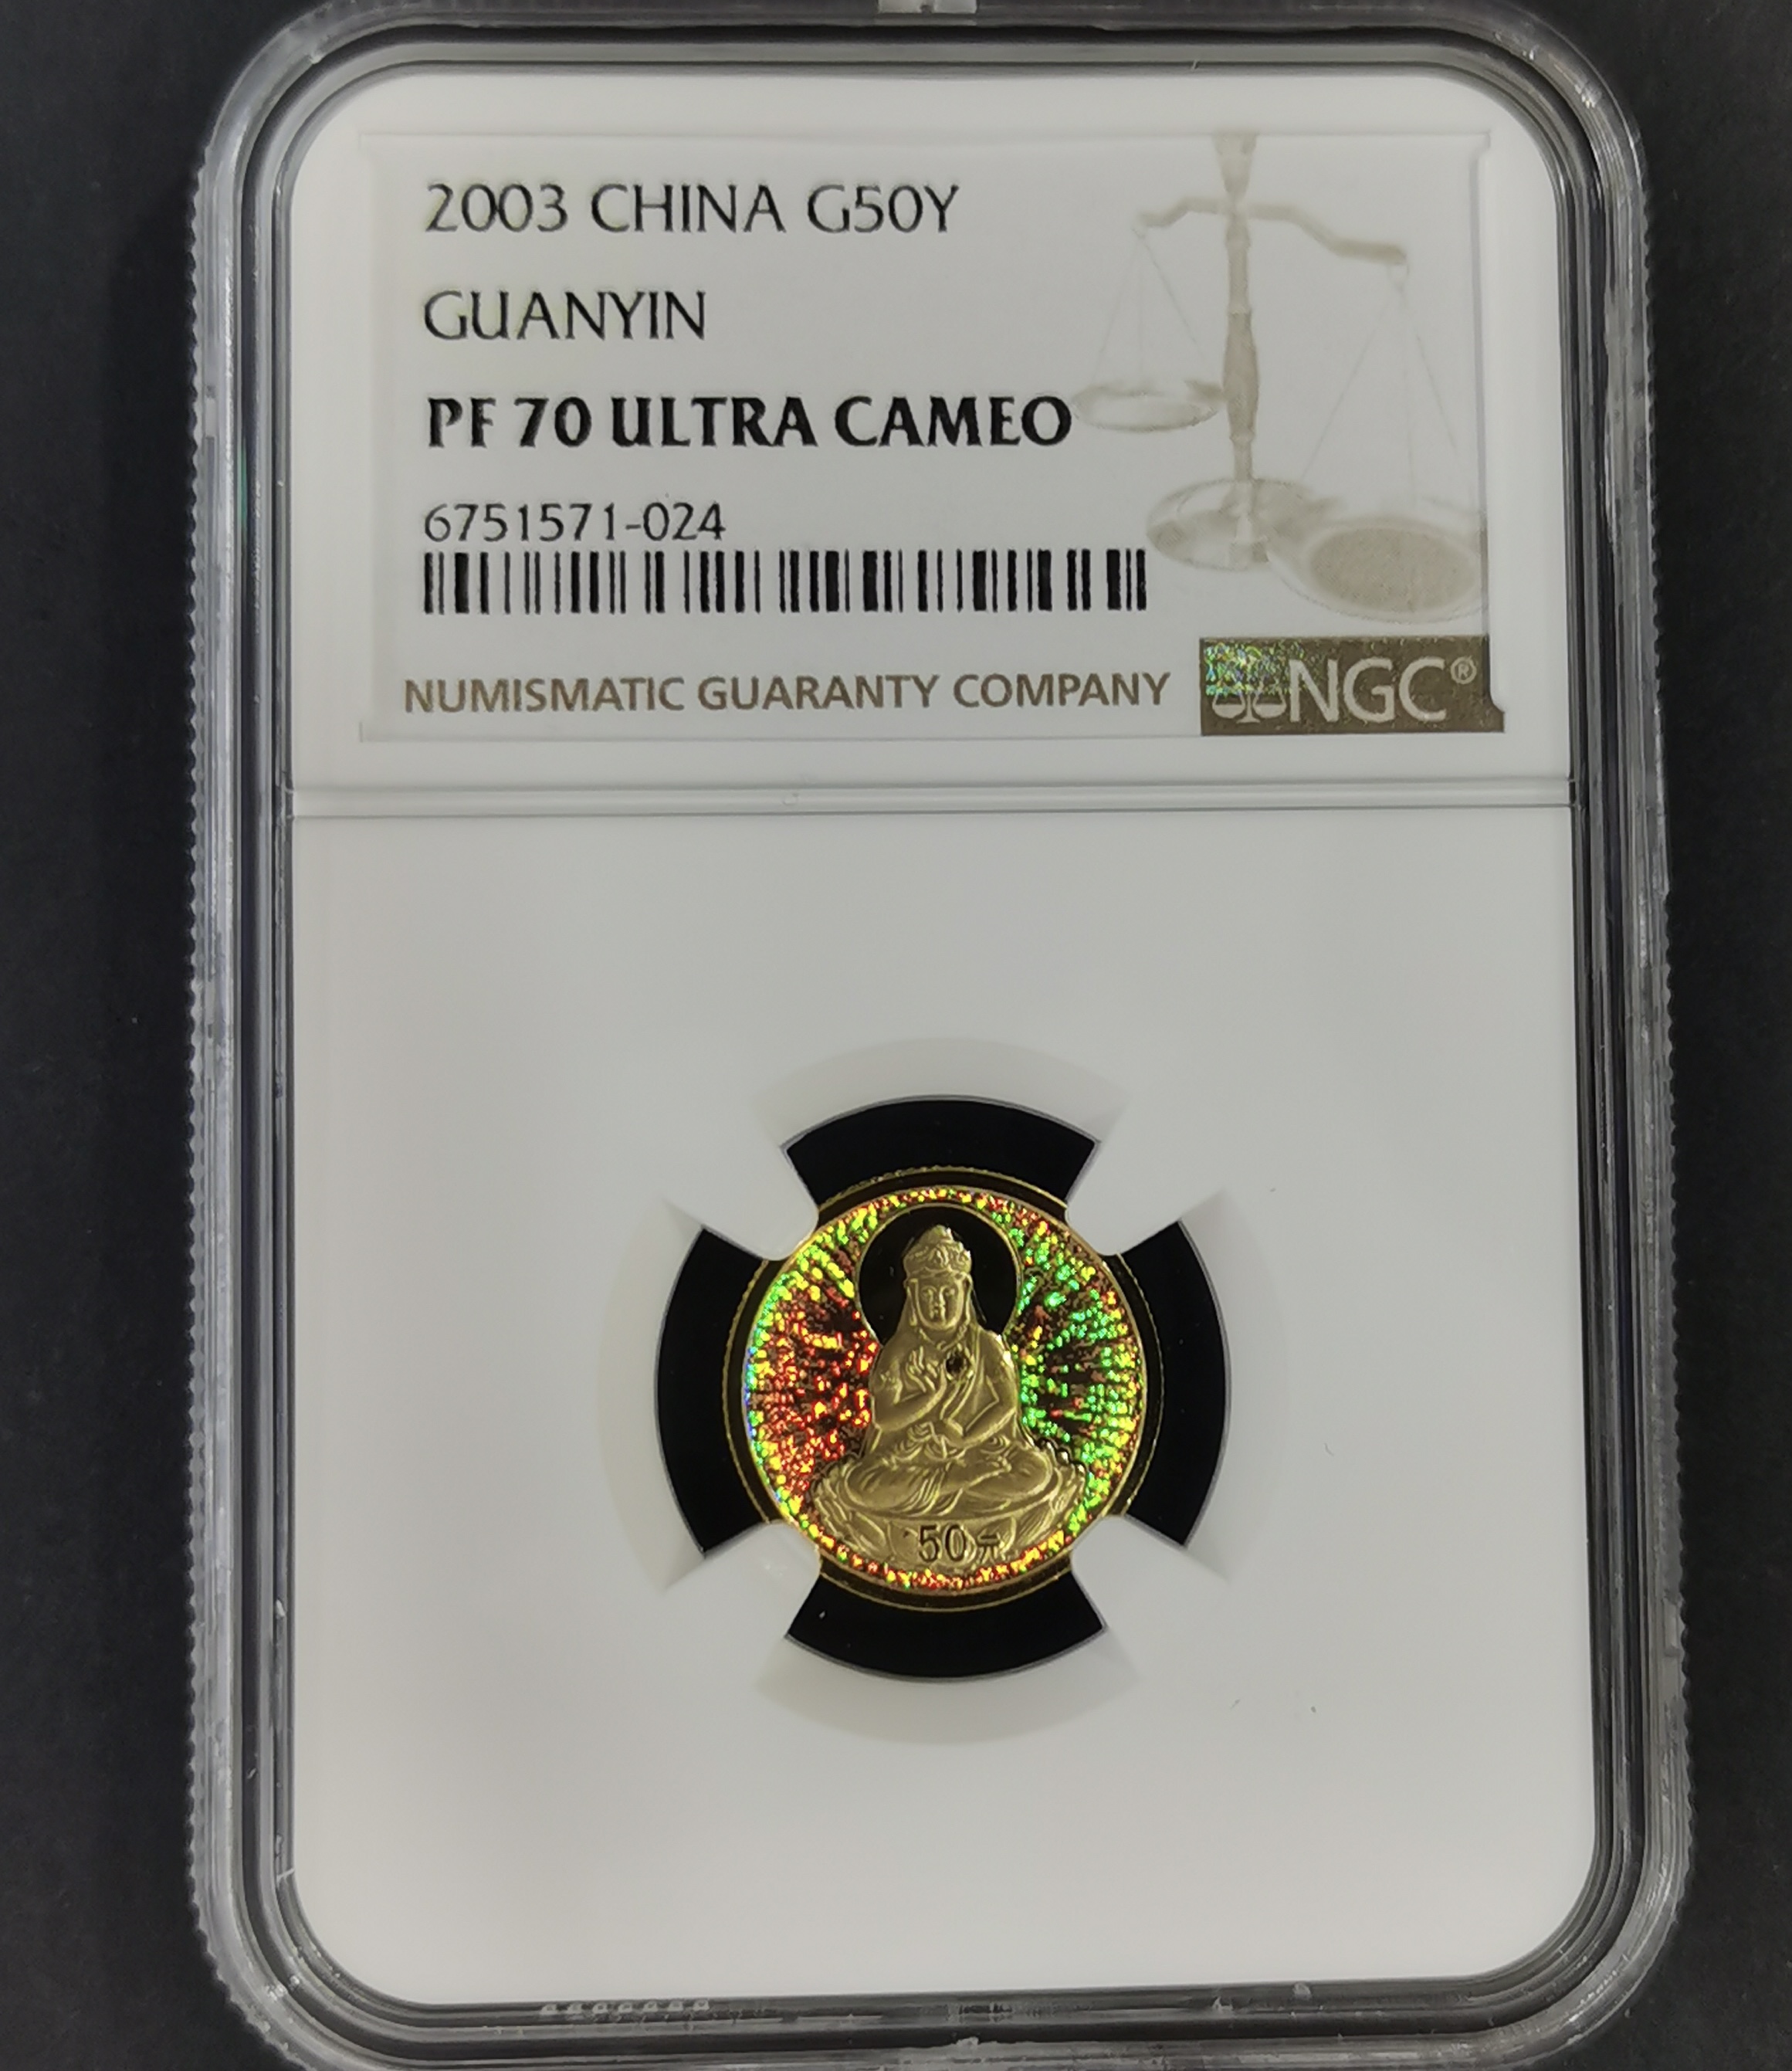 2003 CHINA G50Y
GUANYIN
PF 70 ULTRA CAMEO
6751571-024
NUMISMATIC GUARANTY COMPANY
NGC®
50元